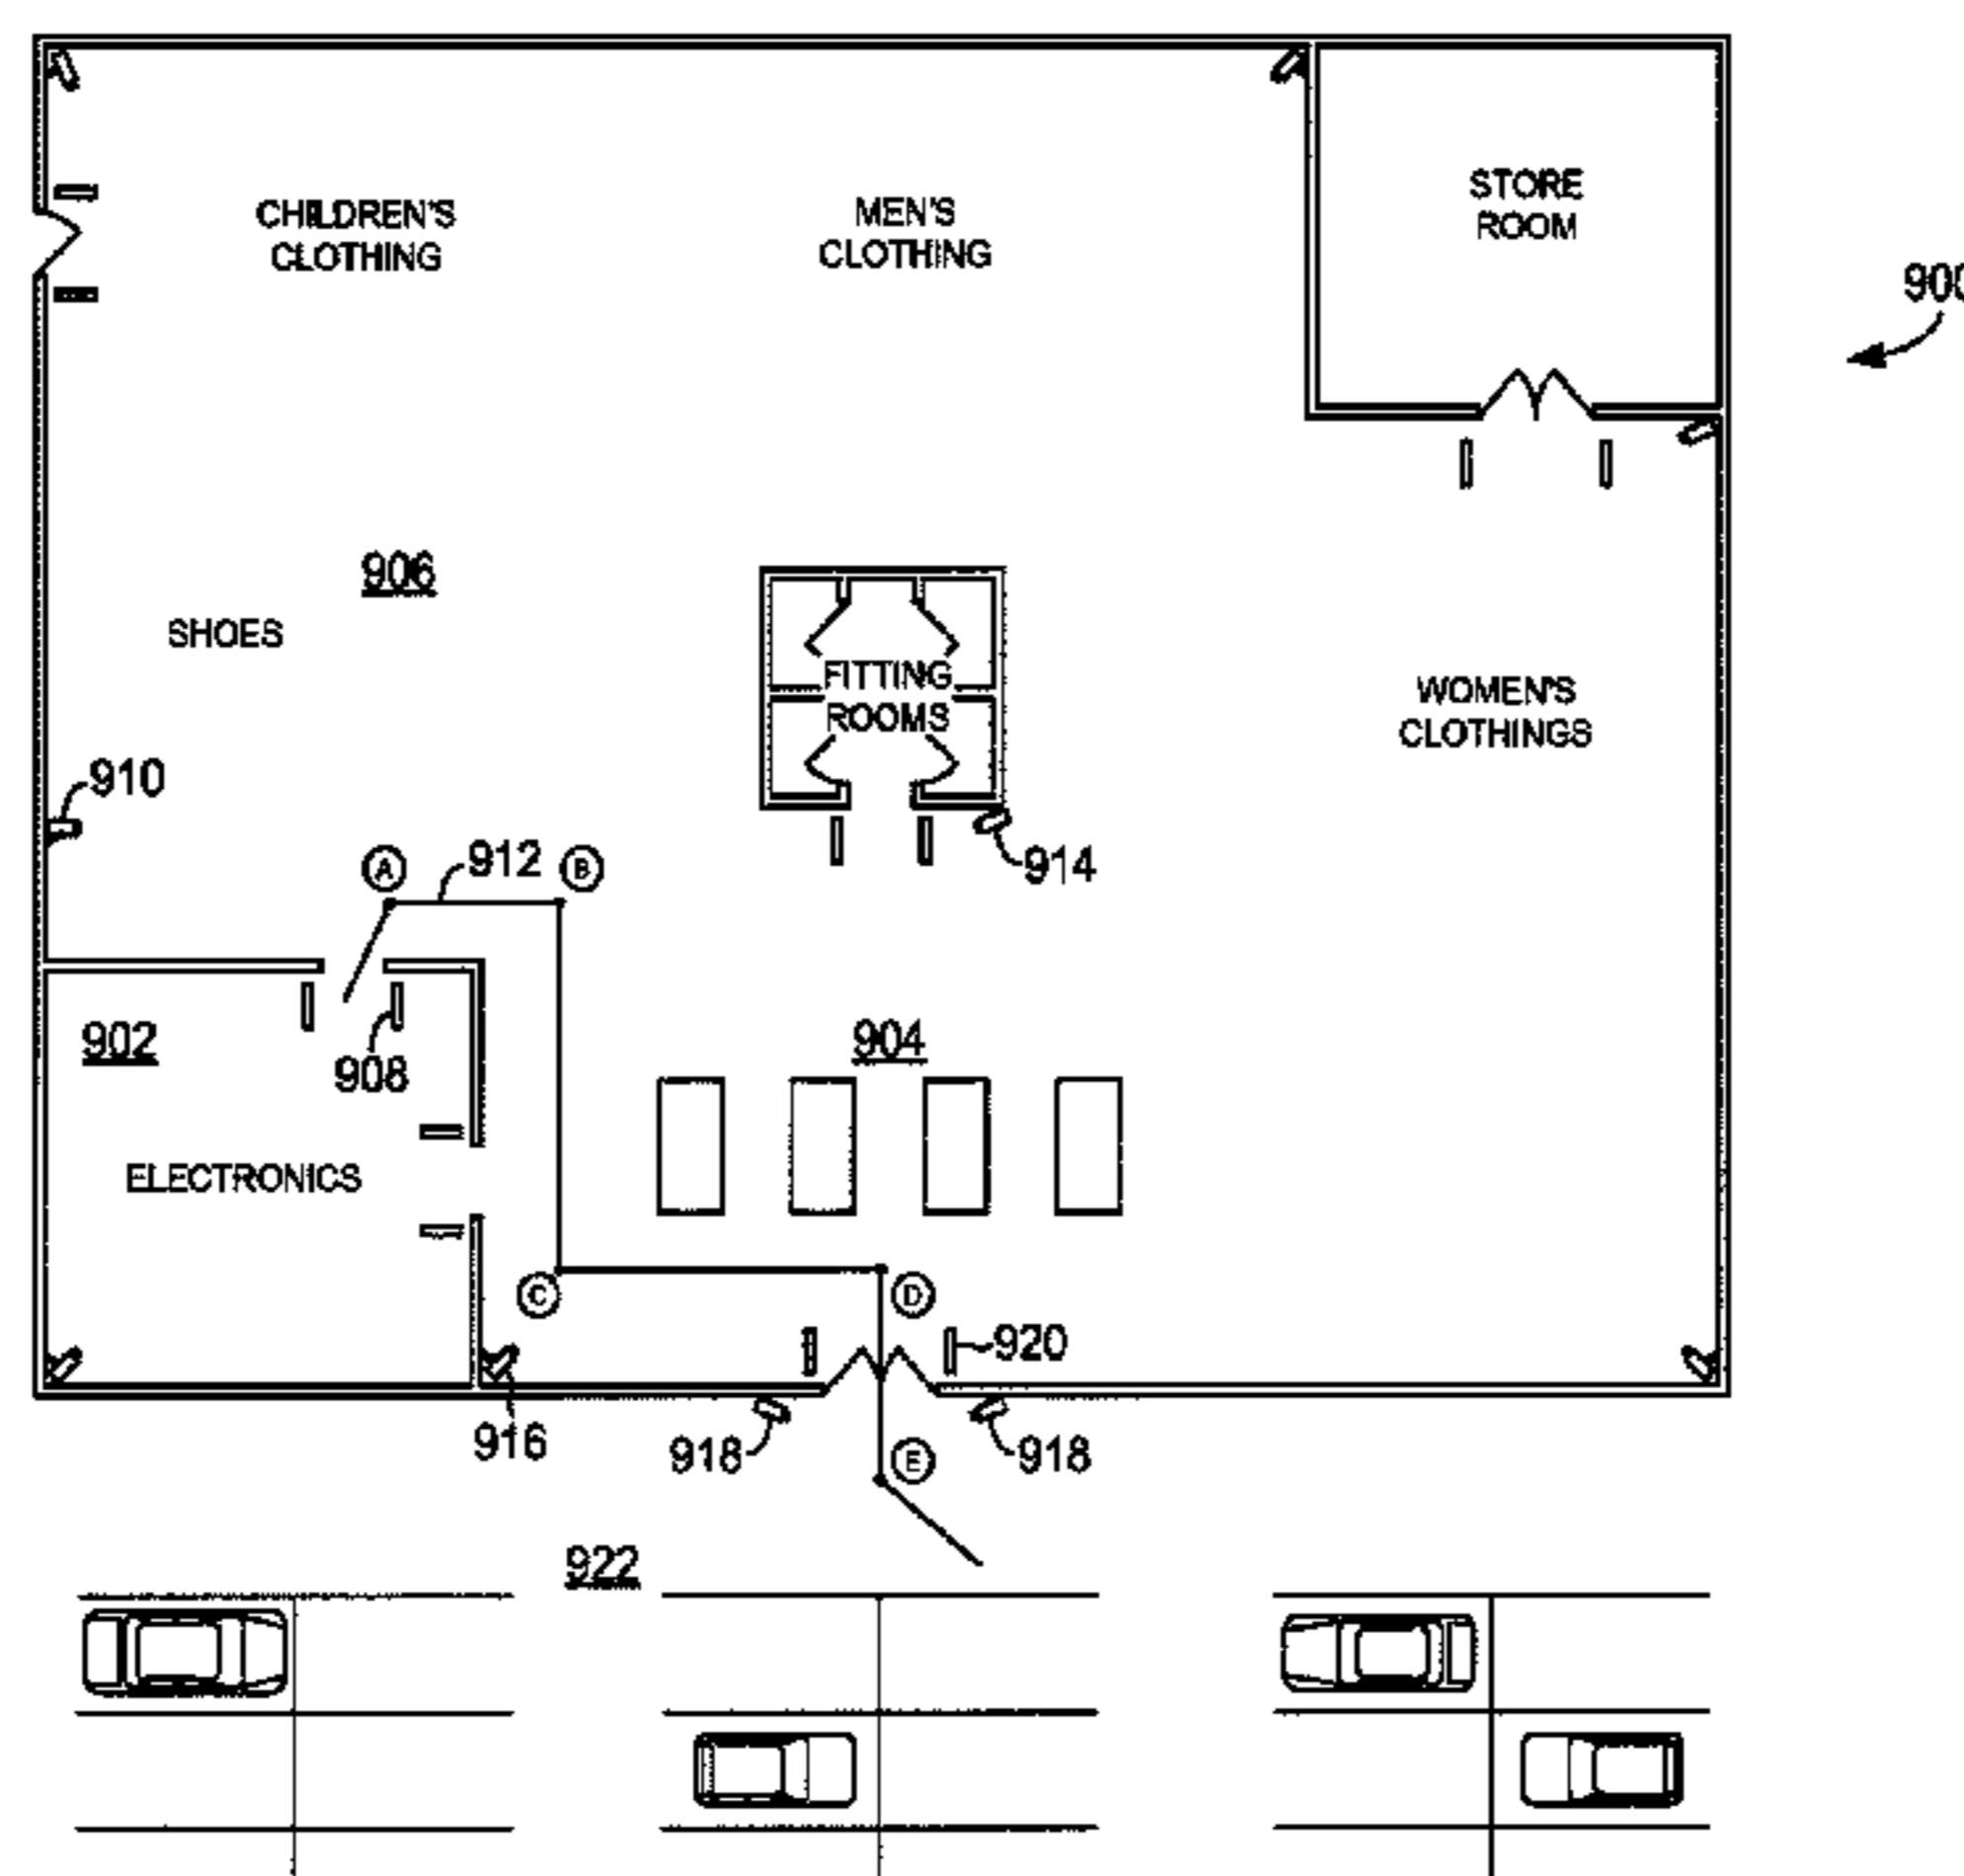 CHILDREN'S
CLOTHING
MEN'S
CLOTHING
STORE
ROOM
900
906
SHOES
FITTING
ROOMS
WOMEN'S
CLOTHINGS
910
A
912
B
914
902
908
904
ELECTRONICS
C
D
920
916
918
E
918
922